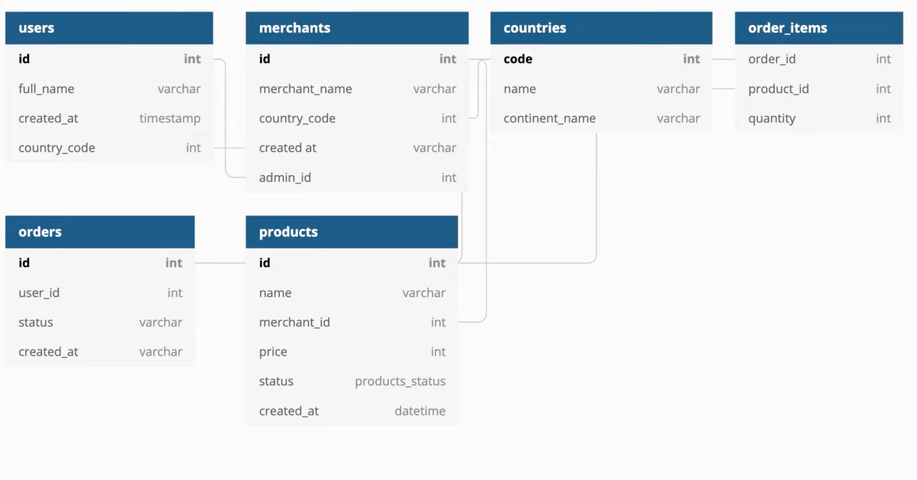 users
id int
full_name varchar
created_at timestamp
country_code int
merchants
id int
merchant_name varchar
country_code int
created at varchar
admin_id int
countries
code int
name varchar
continent_name varchar
order_items
order_id int
product_id int
quantity int
orders
id int
user_id int
status varchar
created_at varchar
products
id int
name varchar
merchant_id int
price int
status products_status
created_at datetime